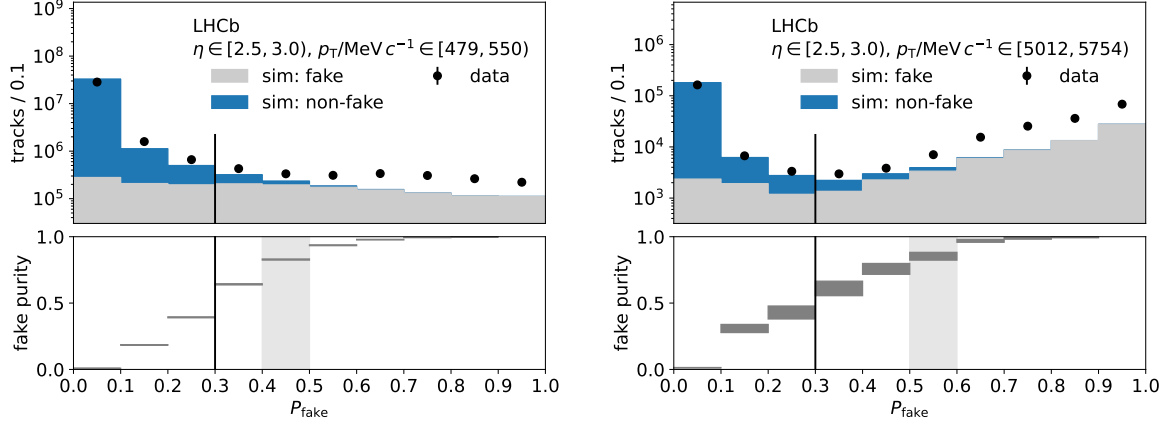 10⁹
10⁸
10⁷
10⁶
10⁵
tracks / 0.1
LHCb
η ∈ [2.5, 3.0), p_T/MeV c⁻¹ ∈ [479, 550)
sim: fake
sim: non-fake
data
1.0
0.5
0.0
fake purity
0.0 0.1 0.2 0.3 0.4 0.5 0.6 0.7 0.8 0.9 1.0
P_fake
10⁶
10⁵
10⁴
10³
tracks / 0.1
LHCb
η ∈ [2.5, 3.0), p_T/MeV c⁻¹ ∈ [5012, 5754)
sim: fake
sim: non-fake
data
1.0
0.5
0.0
fake purity
0.0 0.1 0.2 0.3 0.4 0.5 0.6 0.7 0.8 0.9 1.0
P_fake